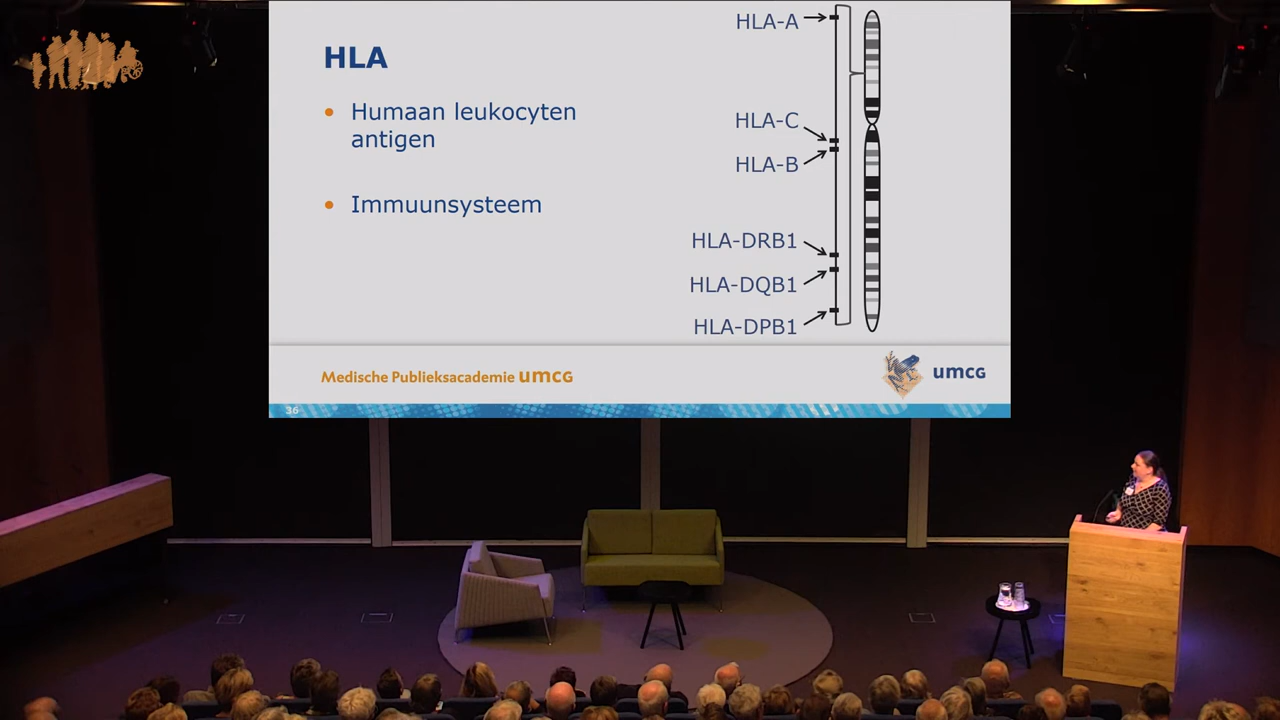 HLA
Humaan leukocyten
antigen
Immuunsysteem
HLA-A
HLA-C
HLA-B
HLA-DRB1
HLA-DQB1
HLA-DPB1
Medische Publieksacademie umcg
umcg
36